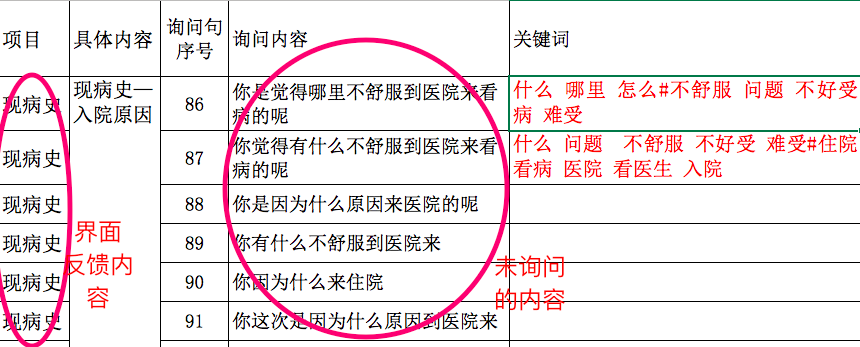 项目
具体内容
询问句
序号
询问内容
关键词
现病史
现病史—
入院原因
86
你是觉得哪里不舒服到医院来看
病的呢
什么 哪里 怎么#不舒服 问题 不好受
病 难受
现病史
87
你觉得有什么不舒服到医院来看
病的呢
什么 问题 不舒服 不好受 难受#住院
看病 医院 看医生 入院
现病史
88
你是因为什么原因来医院的呢
现病史
89
你有什么不舒服到医院来
现病史
90
你因为什么来住院
现病史
91
你这次是因为什么原因到医院来
界面
反馈内
容
未询问
的内容